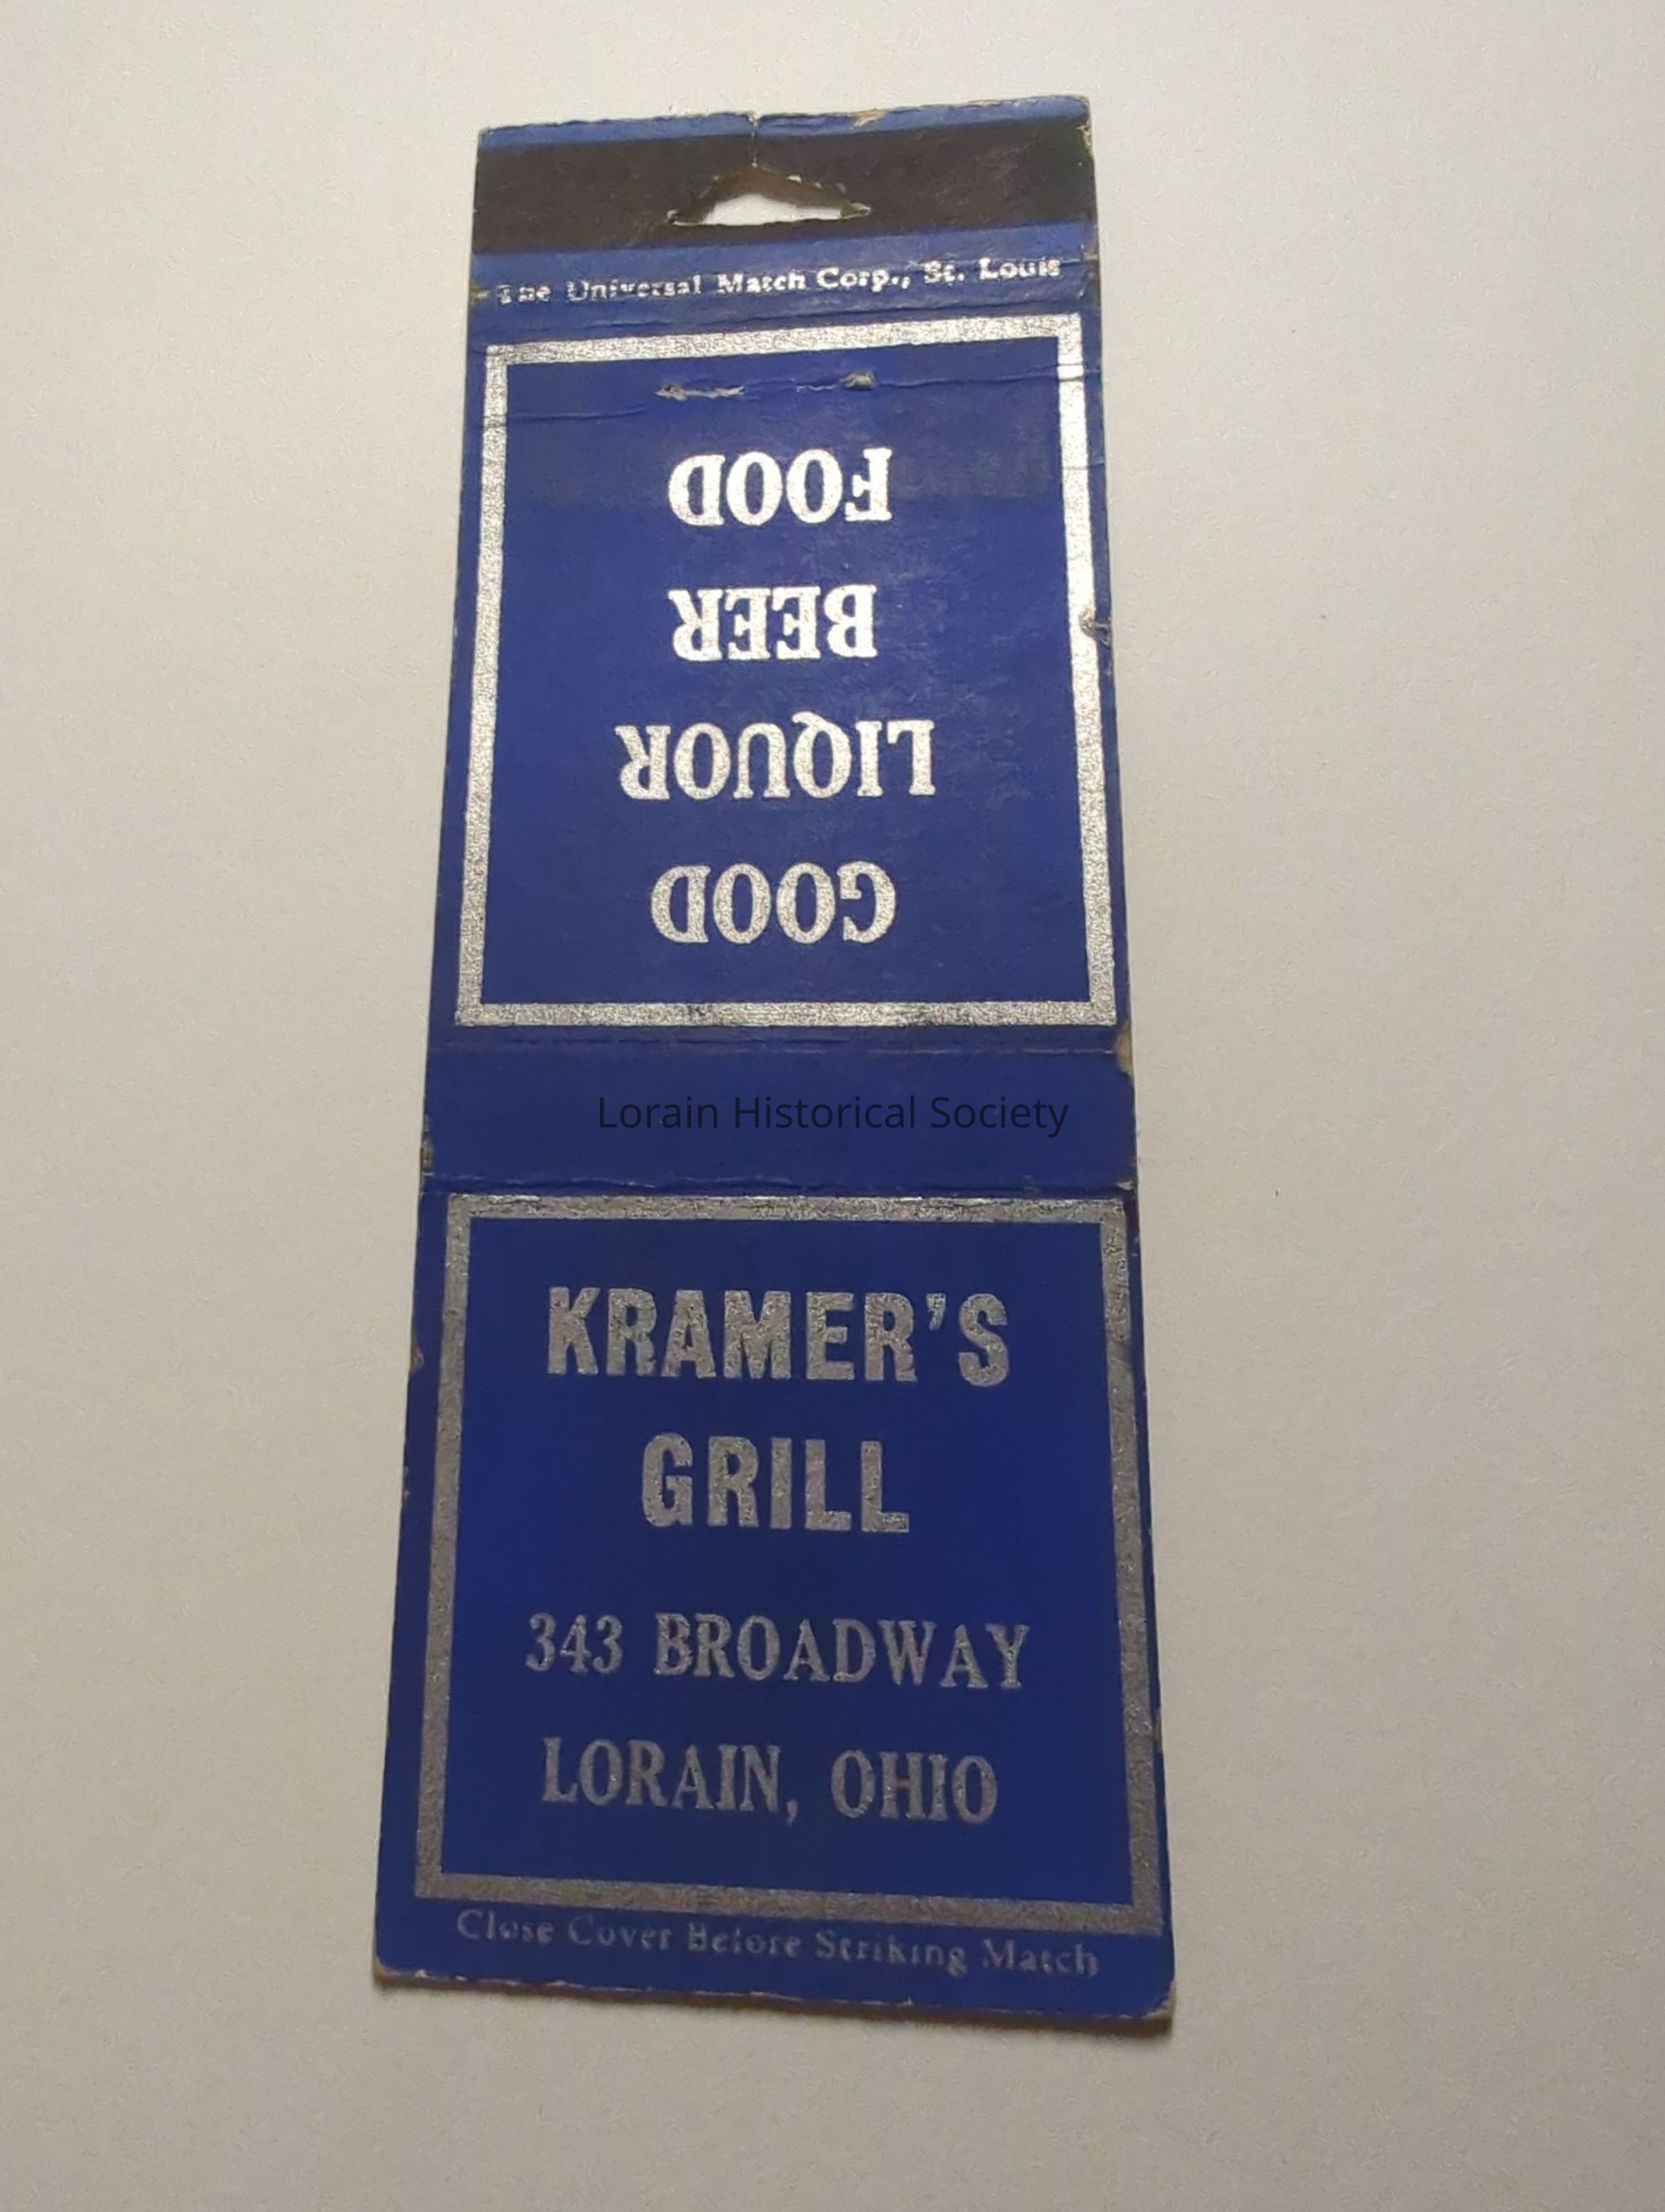 The Universal Match Corp., St. Louis
GOOD
LIQUOR
BEER
FOOD
Lorain Historical Society
KRAMER'S
GRILL
343 BROADWAY
LORAIN, OHIO
Close Cover Before Striking Match